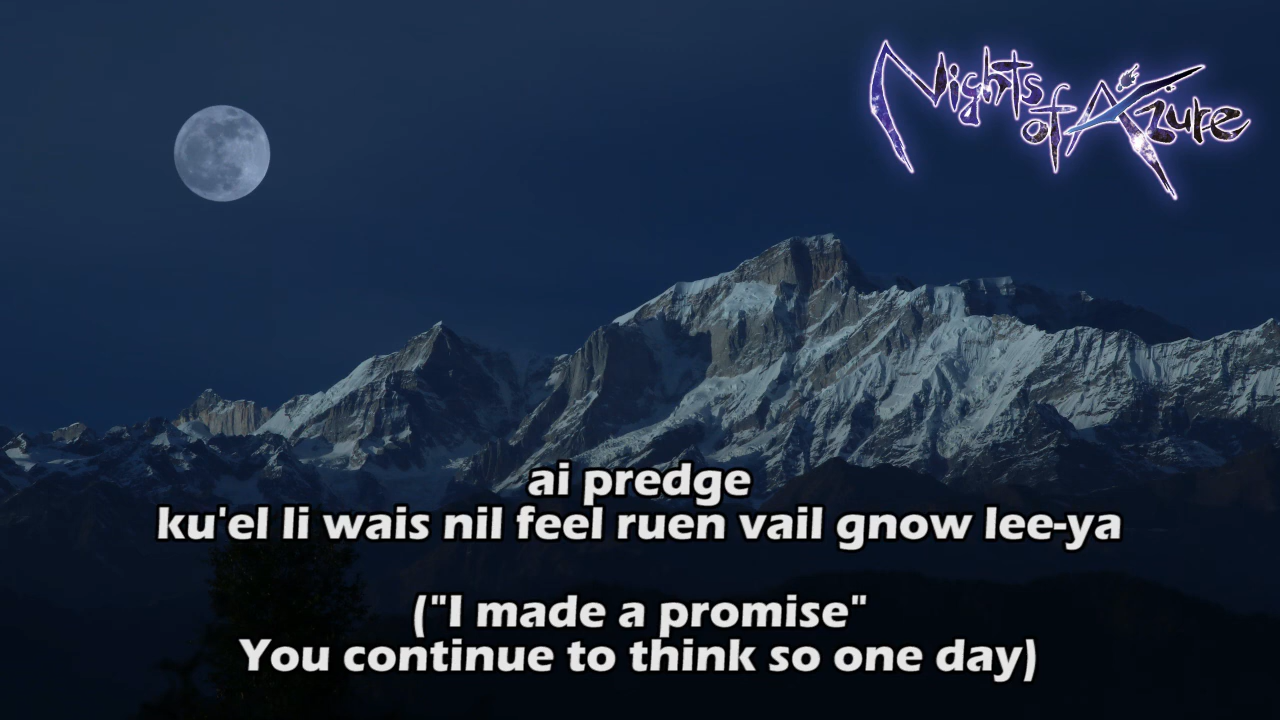 Nights
of Azure
ai predge
ku'el li wais nil feel ruen vail gnow lee-ya
("I made a promise"
You continue to think so one day)